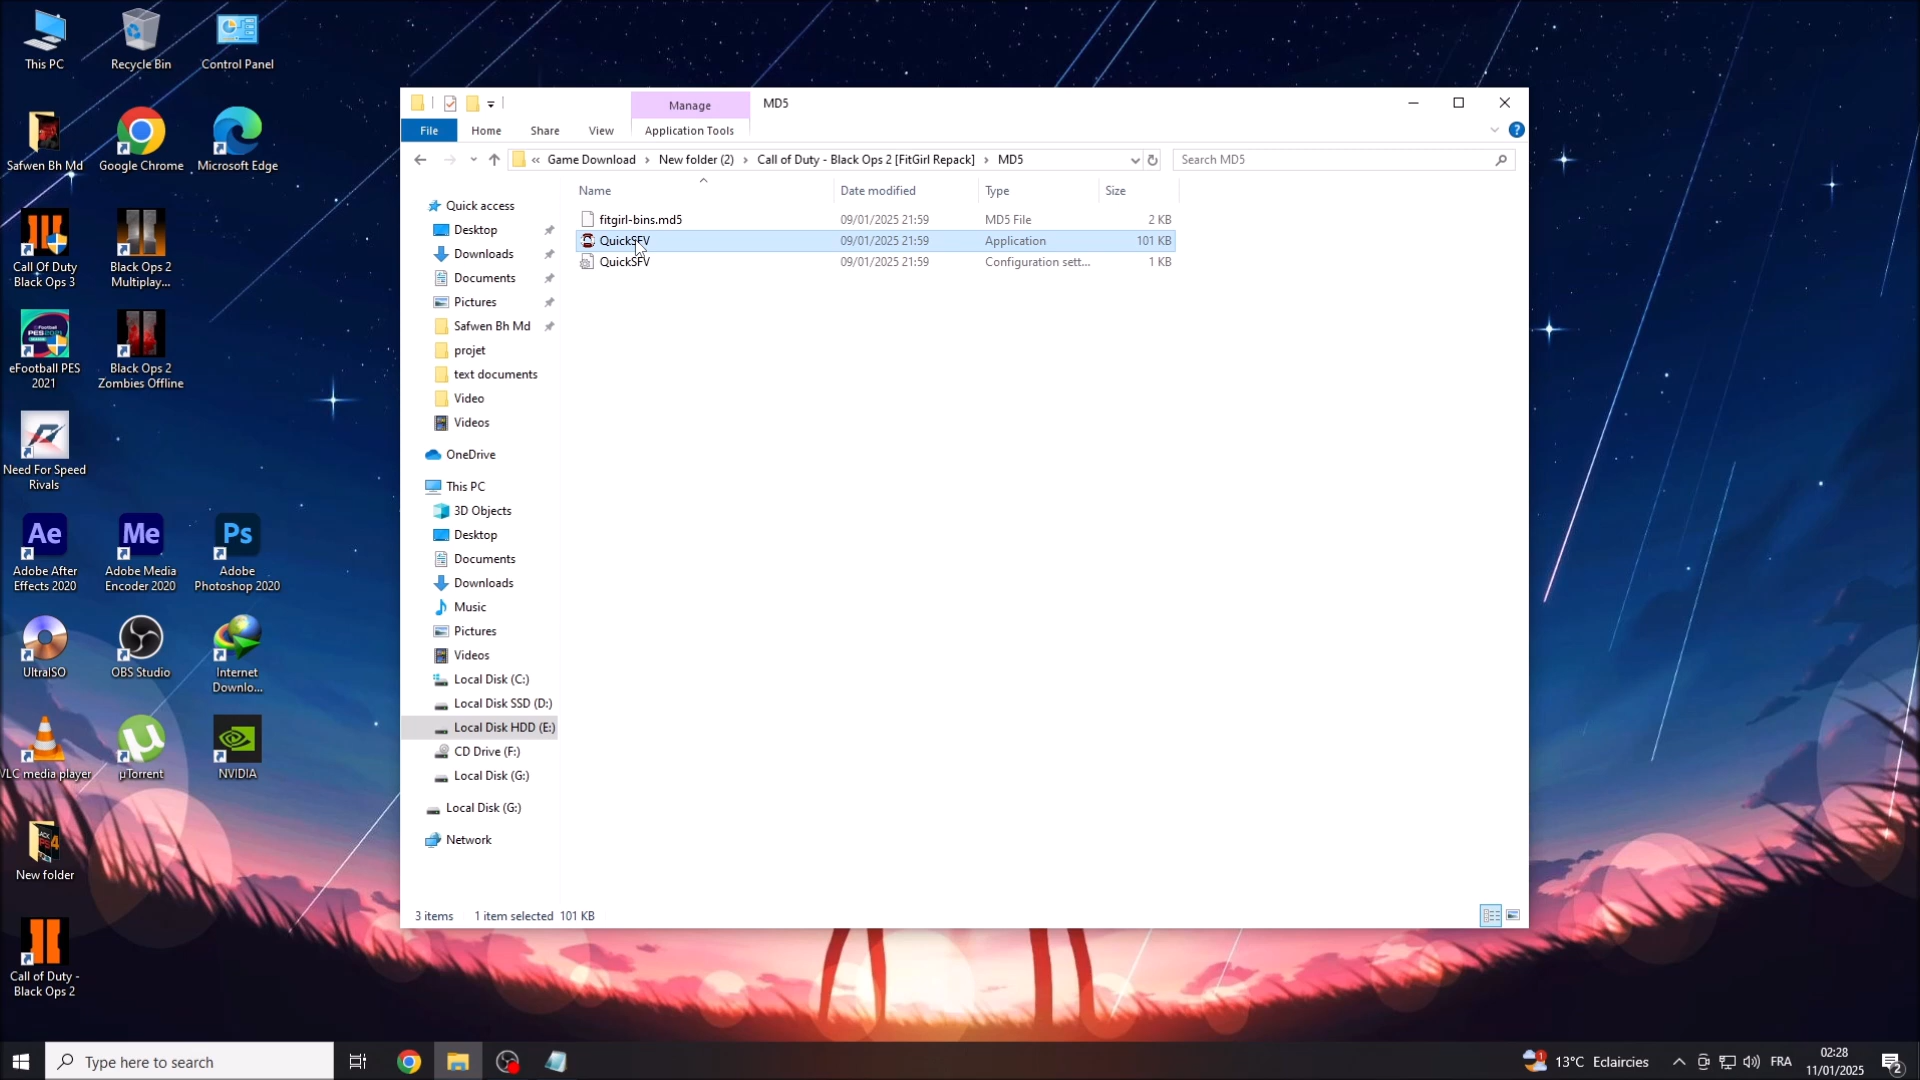 This PC
Recycle Bin
Control Panel
Safwen Bh Md
Google Chrome
Microsoft Edge
Call Of Duty
Black Ops 3
Black Ops 2
Multiplay...
eFootball PES
2021
Black Ops 2
Zombies Offline
Need For Speed
Rivals
Ae
Me
Ps
Adobe After
Effects 2020
Adobe Media
Encoder 2020
Adobe
Photoshop 2020
UltraISO
OBS Studio
Internet
Downlo...
VLC media player
µTorrent
NVIDIA
New folder
Call of Duty -
Black Ops 2
Manage
MD5
File
Home
Share
View
Application Tools
« Game Download › New folder (2) › Call of Duty - Black Ops 2 [FitGirl Repack] › MD5
Search MD5
Name
Date modified
Type
Size
fitgirl-bins.md5 09/01/2025 21:59 MD5 File 2 KB
QuickSFV 09/01/2025 21:59 Application 101 KB
QuickSFV 09/01/2025 21:59 Configuration sett... 1 KB
Quick access
Desktop
Downloads
Documents
Pictures
Safwen Bh Md
projet
text documents
Video
Videos
OneDrive
This PC
3D Objects
Desktop
Documents
Downloads
Music
Pictures
Videos
Local Disk (C:)
Local Disk SSD (D:)
Local Disk HDD (E:)
CD Drive (F:)
Local Disk (G:)
Local Disk (G:)
Network
3 items 1 item selected 101 KB
Type here to search
13°C Eclaircies
FRA
02:28
11/01/2025
2